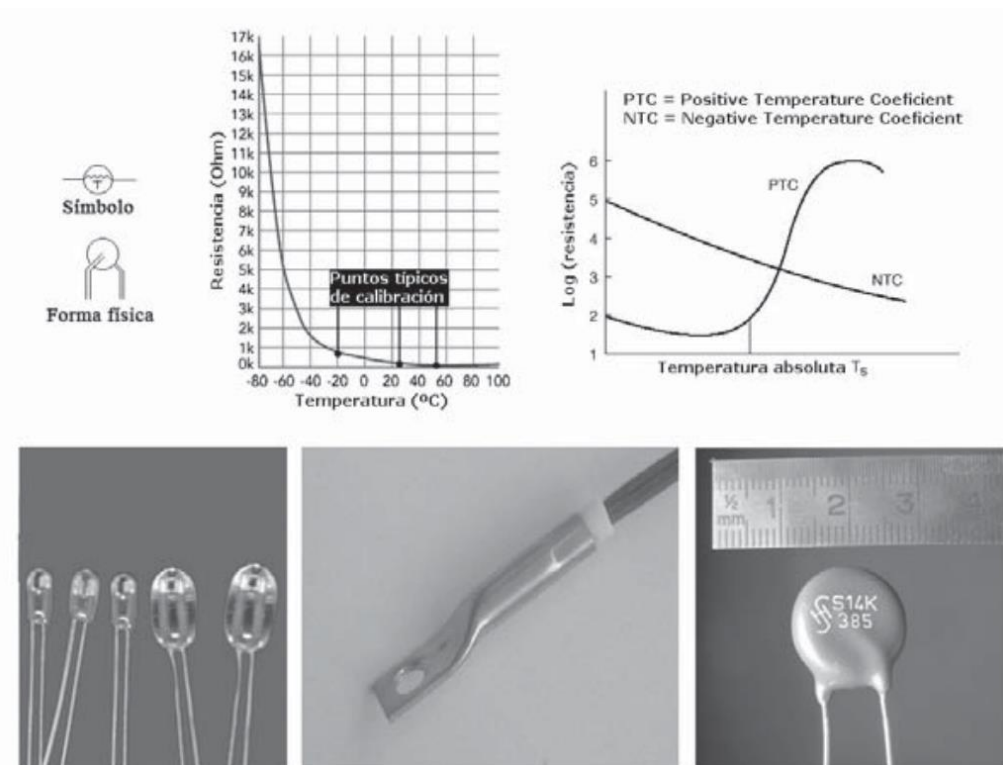 Símbolo
Forma física
17k
16k
15k
14k
13k
12k
11k
10k
9k
8k
7k
6k
5k
4k
3k
2k
1k
0k
Resistencia (Ohm)
Puntos típicos
de calibración
-80 -60 -40 -20 0 20 40 60 80 100
Temperatura (ºC)
PTC = Positive Temperature Coeficient
NTC = Negative Temperature Coeficient
6
5
4
3
2
1
Log (resistencia)
PTC
NTC
Temperatura absoluta Ts
½
mm
1 2 3 4
S14K
385